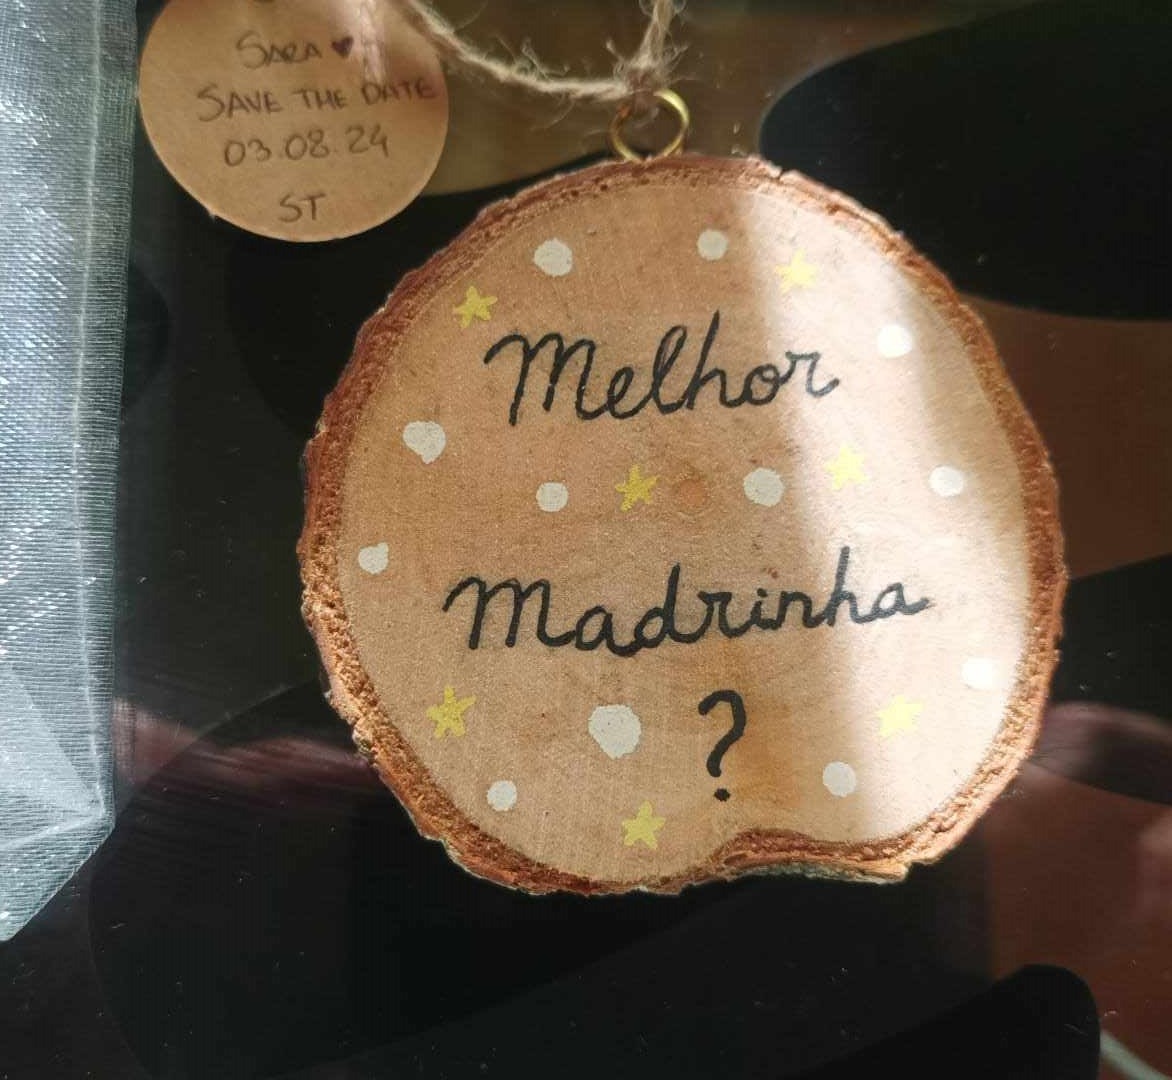 SARA ♥
SAVE THE DATE
03.08.24
ST
Melhor
Madrinha
?